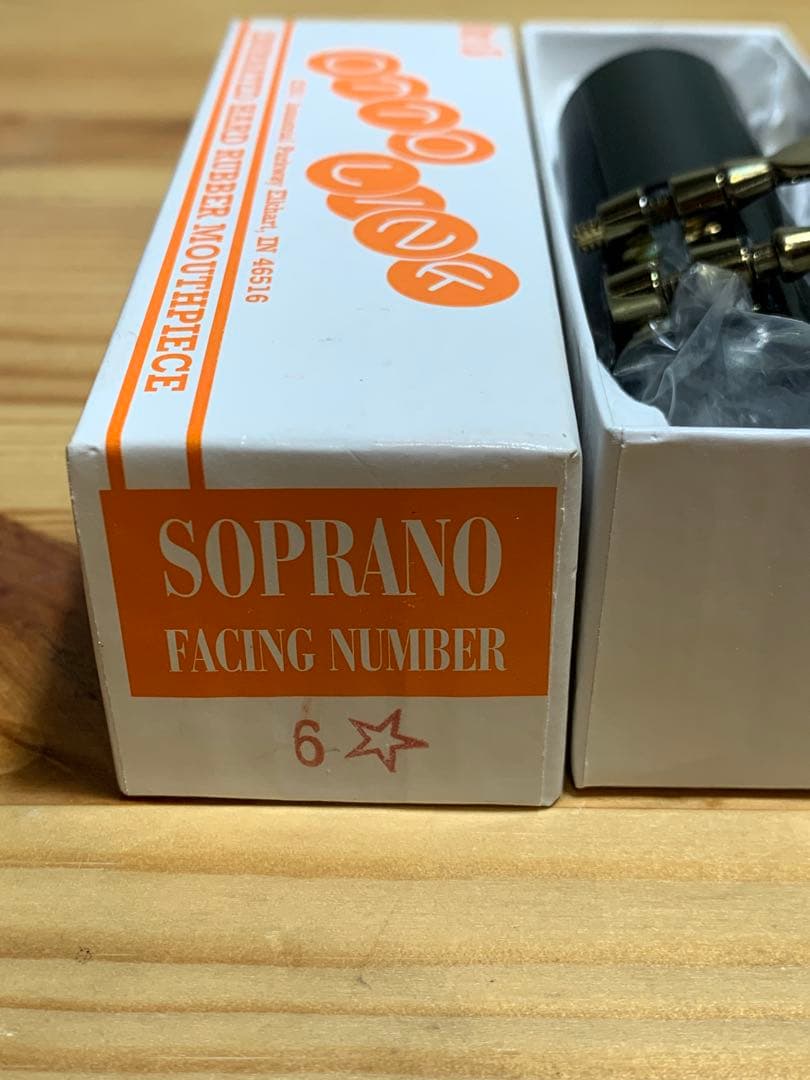 OTTO
LINK
Elkhart, IN 46516
HARD RUBBER MOUTHPIECE
SOPRANO
FACING NUMBER
6 ☆